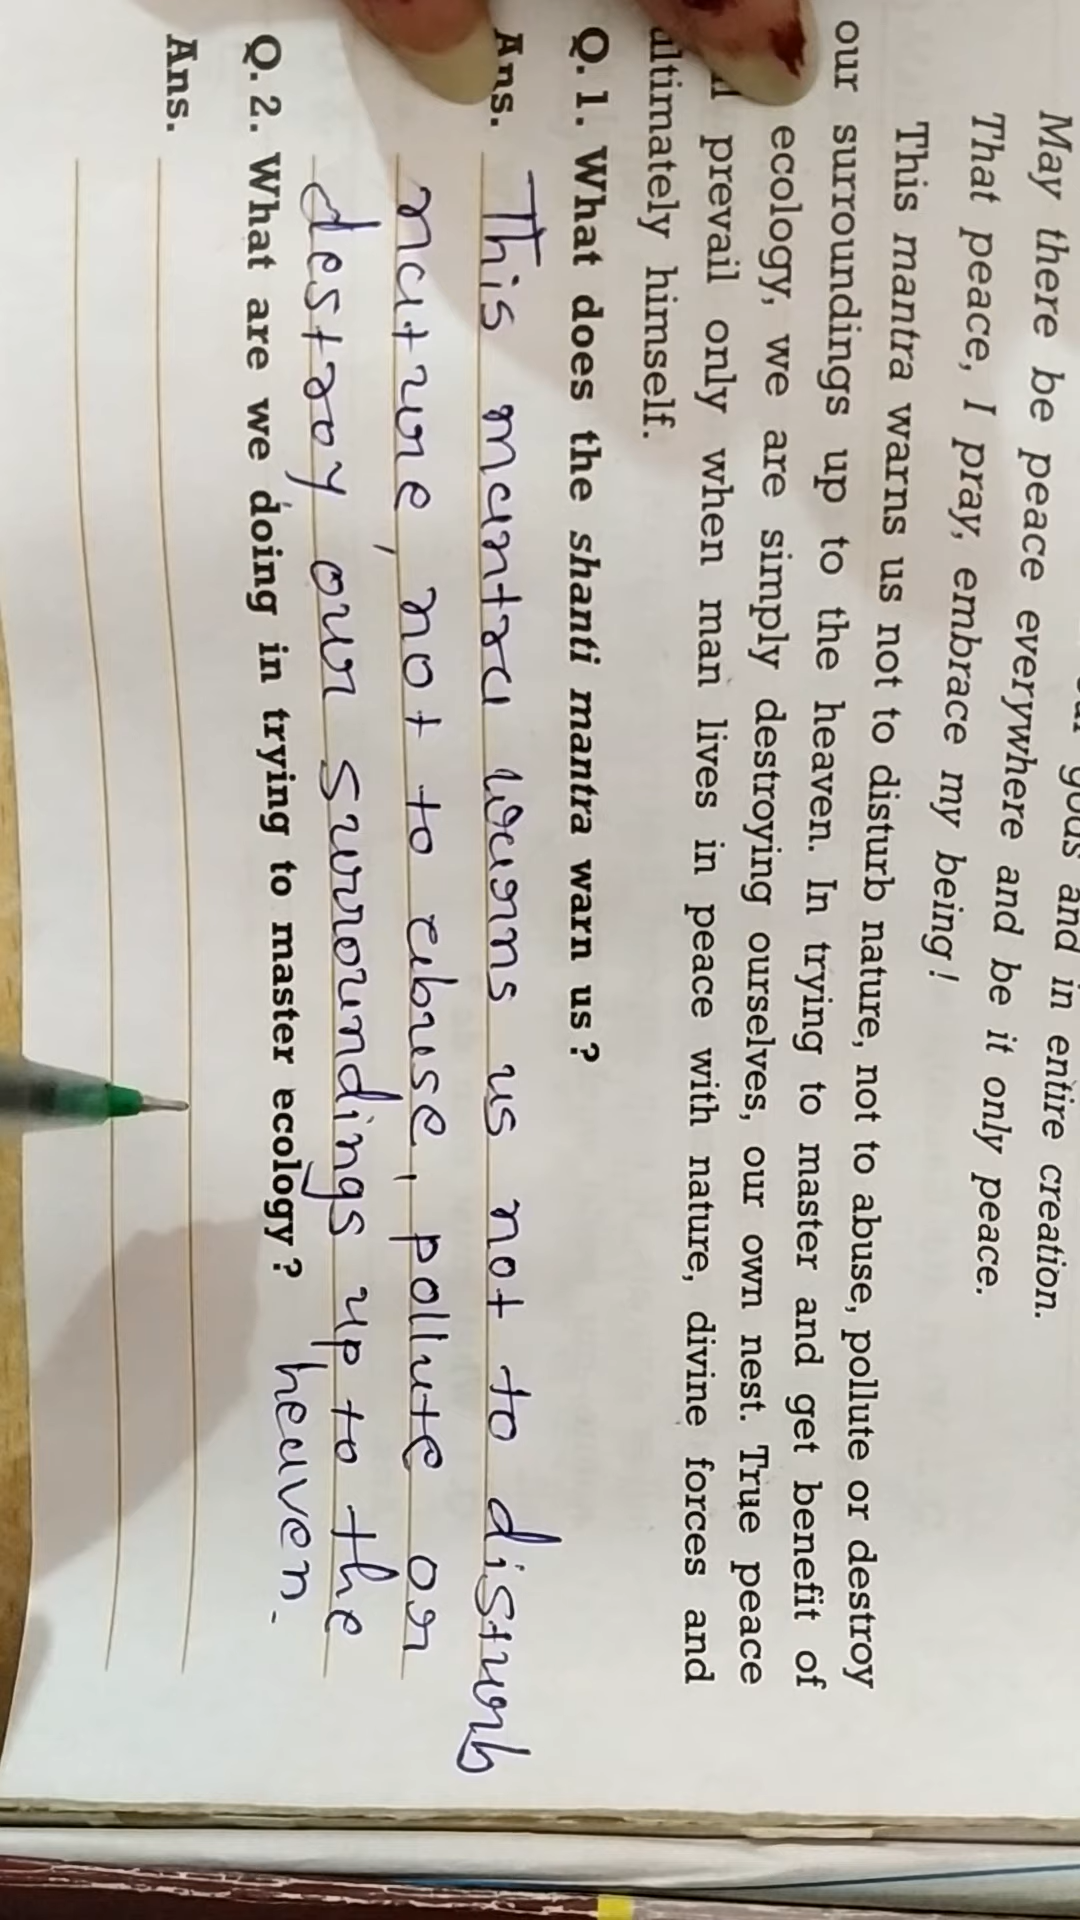 gods and in entire creation.
May there be peace everywhere and be it only peace.
That peace, I pray, embrace my being!
This mantra warns us not to disturb nature, not to abuse, pollute or destroy
our surroundings up to the heaven. In trying to master and get benefit of
ecology, we are simply destroying ourselves, our own nest. True peace
prevail only when man lives in peace with nature, divine forces and
ultimately himself.
Q. 1. What does the shanti mantra warn us?
Ans. This mantra warns us not to disturb
nature, not to abuse, pollute or
destroy our surroundings up to the
heaven.
Q. 2. What are we doing in trying to master ecology?
Ans.